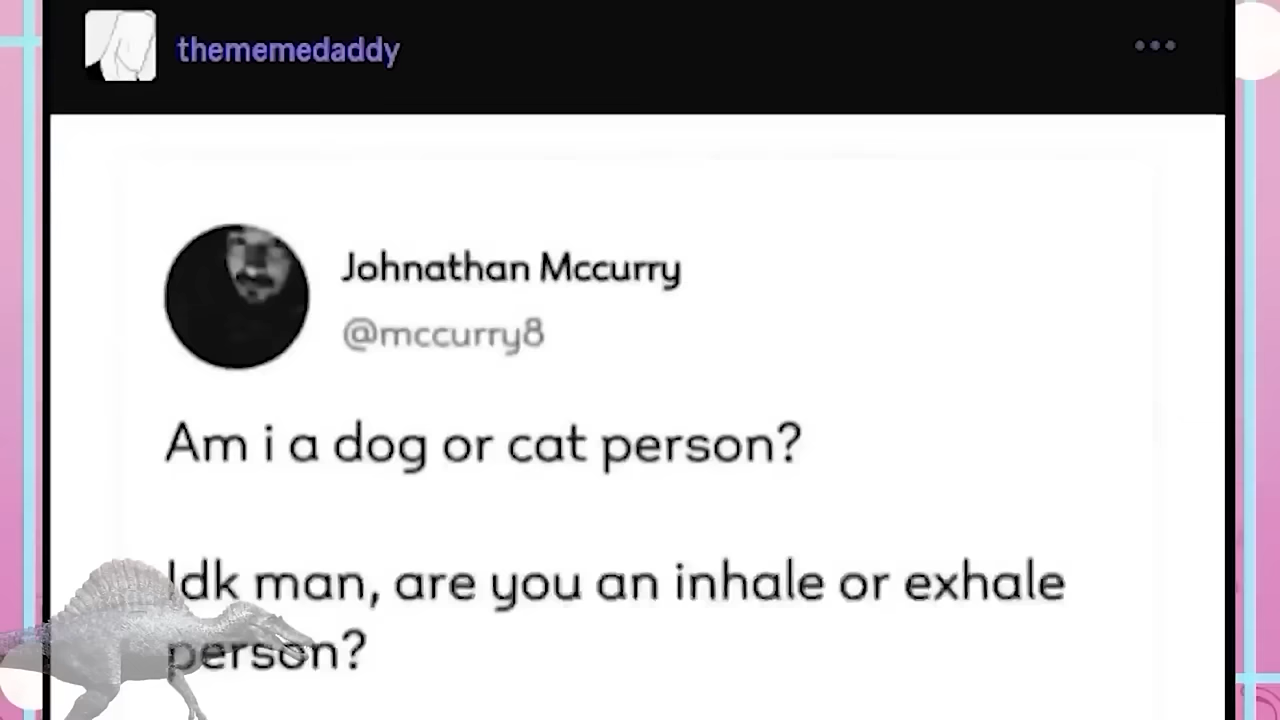 thememedaddy
Johnathan Mccurry
@mccurry8
Am i a dog or cat person?
Idk man, are you an inhale or exhale
person?